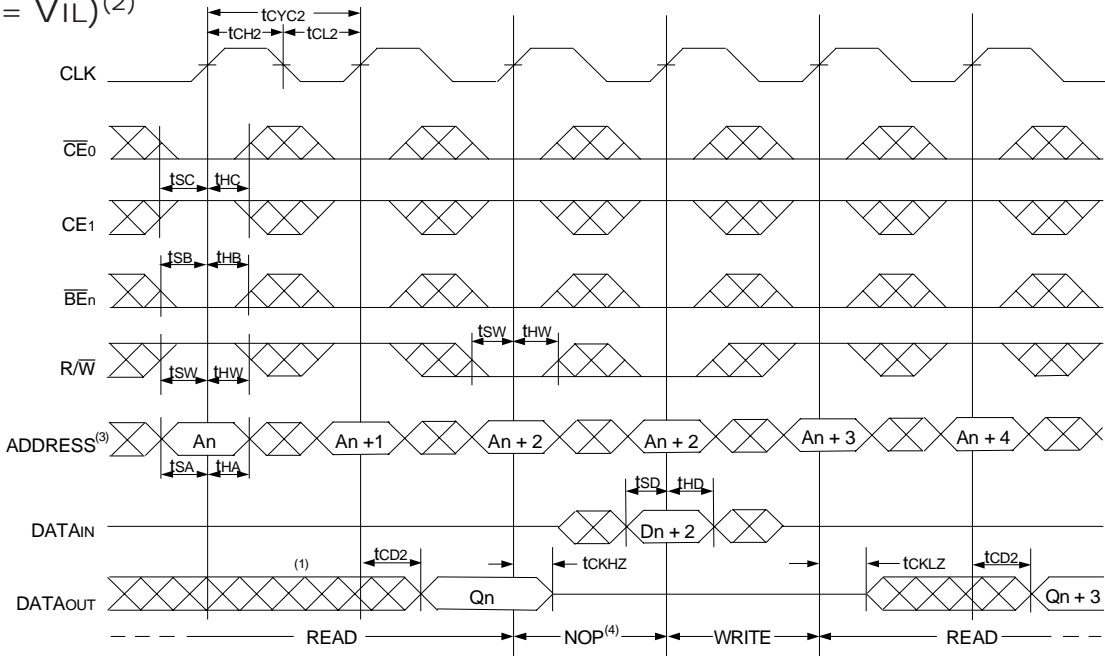 = VIL)(2)
tCYC2
tCH2 tCL2
CLK
CE0
tSC tHC
CE1
tSB tHB
BEn
tSW tHW
R/W
tSW tHW
ADDRESS(3) An An +1 An + 2 An + 2 An + 3 An + 4
tSA tHA
tSD tHD
DATAIN Dn + 2
(1) tCD2 tCKHZ tCKLZ tCD2
DATAOUT Qn Qn + 3
READ NOP(4) WRITE READ